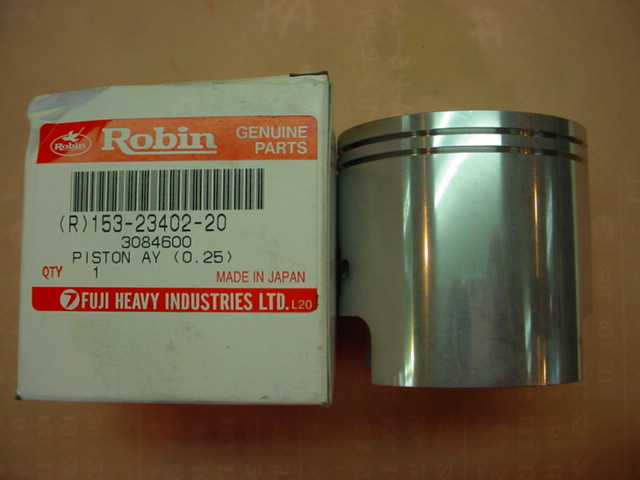 Robin
Robin GENUINE PARTS
(R)153-23402-20
3084600
PISTON AY (0.25)
QTY 1
MADE IN JAPAN
FUJI HEAVY INDUSTRIES LTD. L20